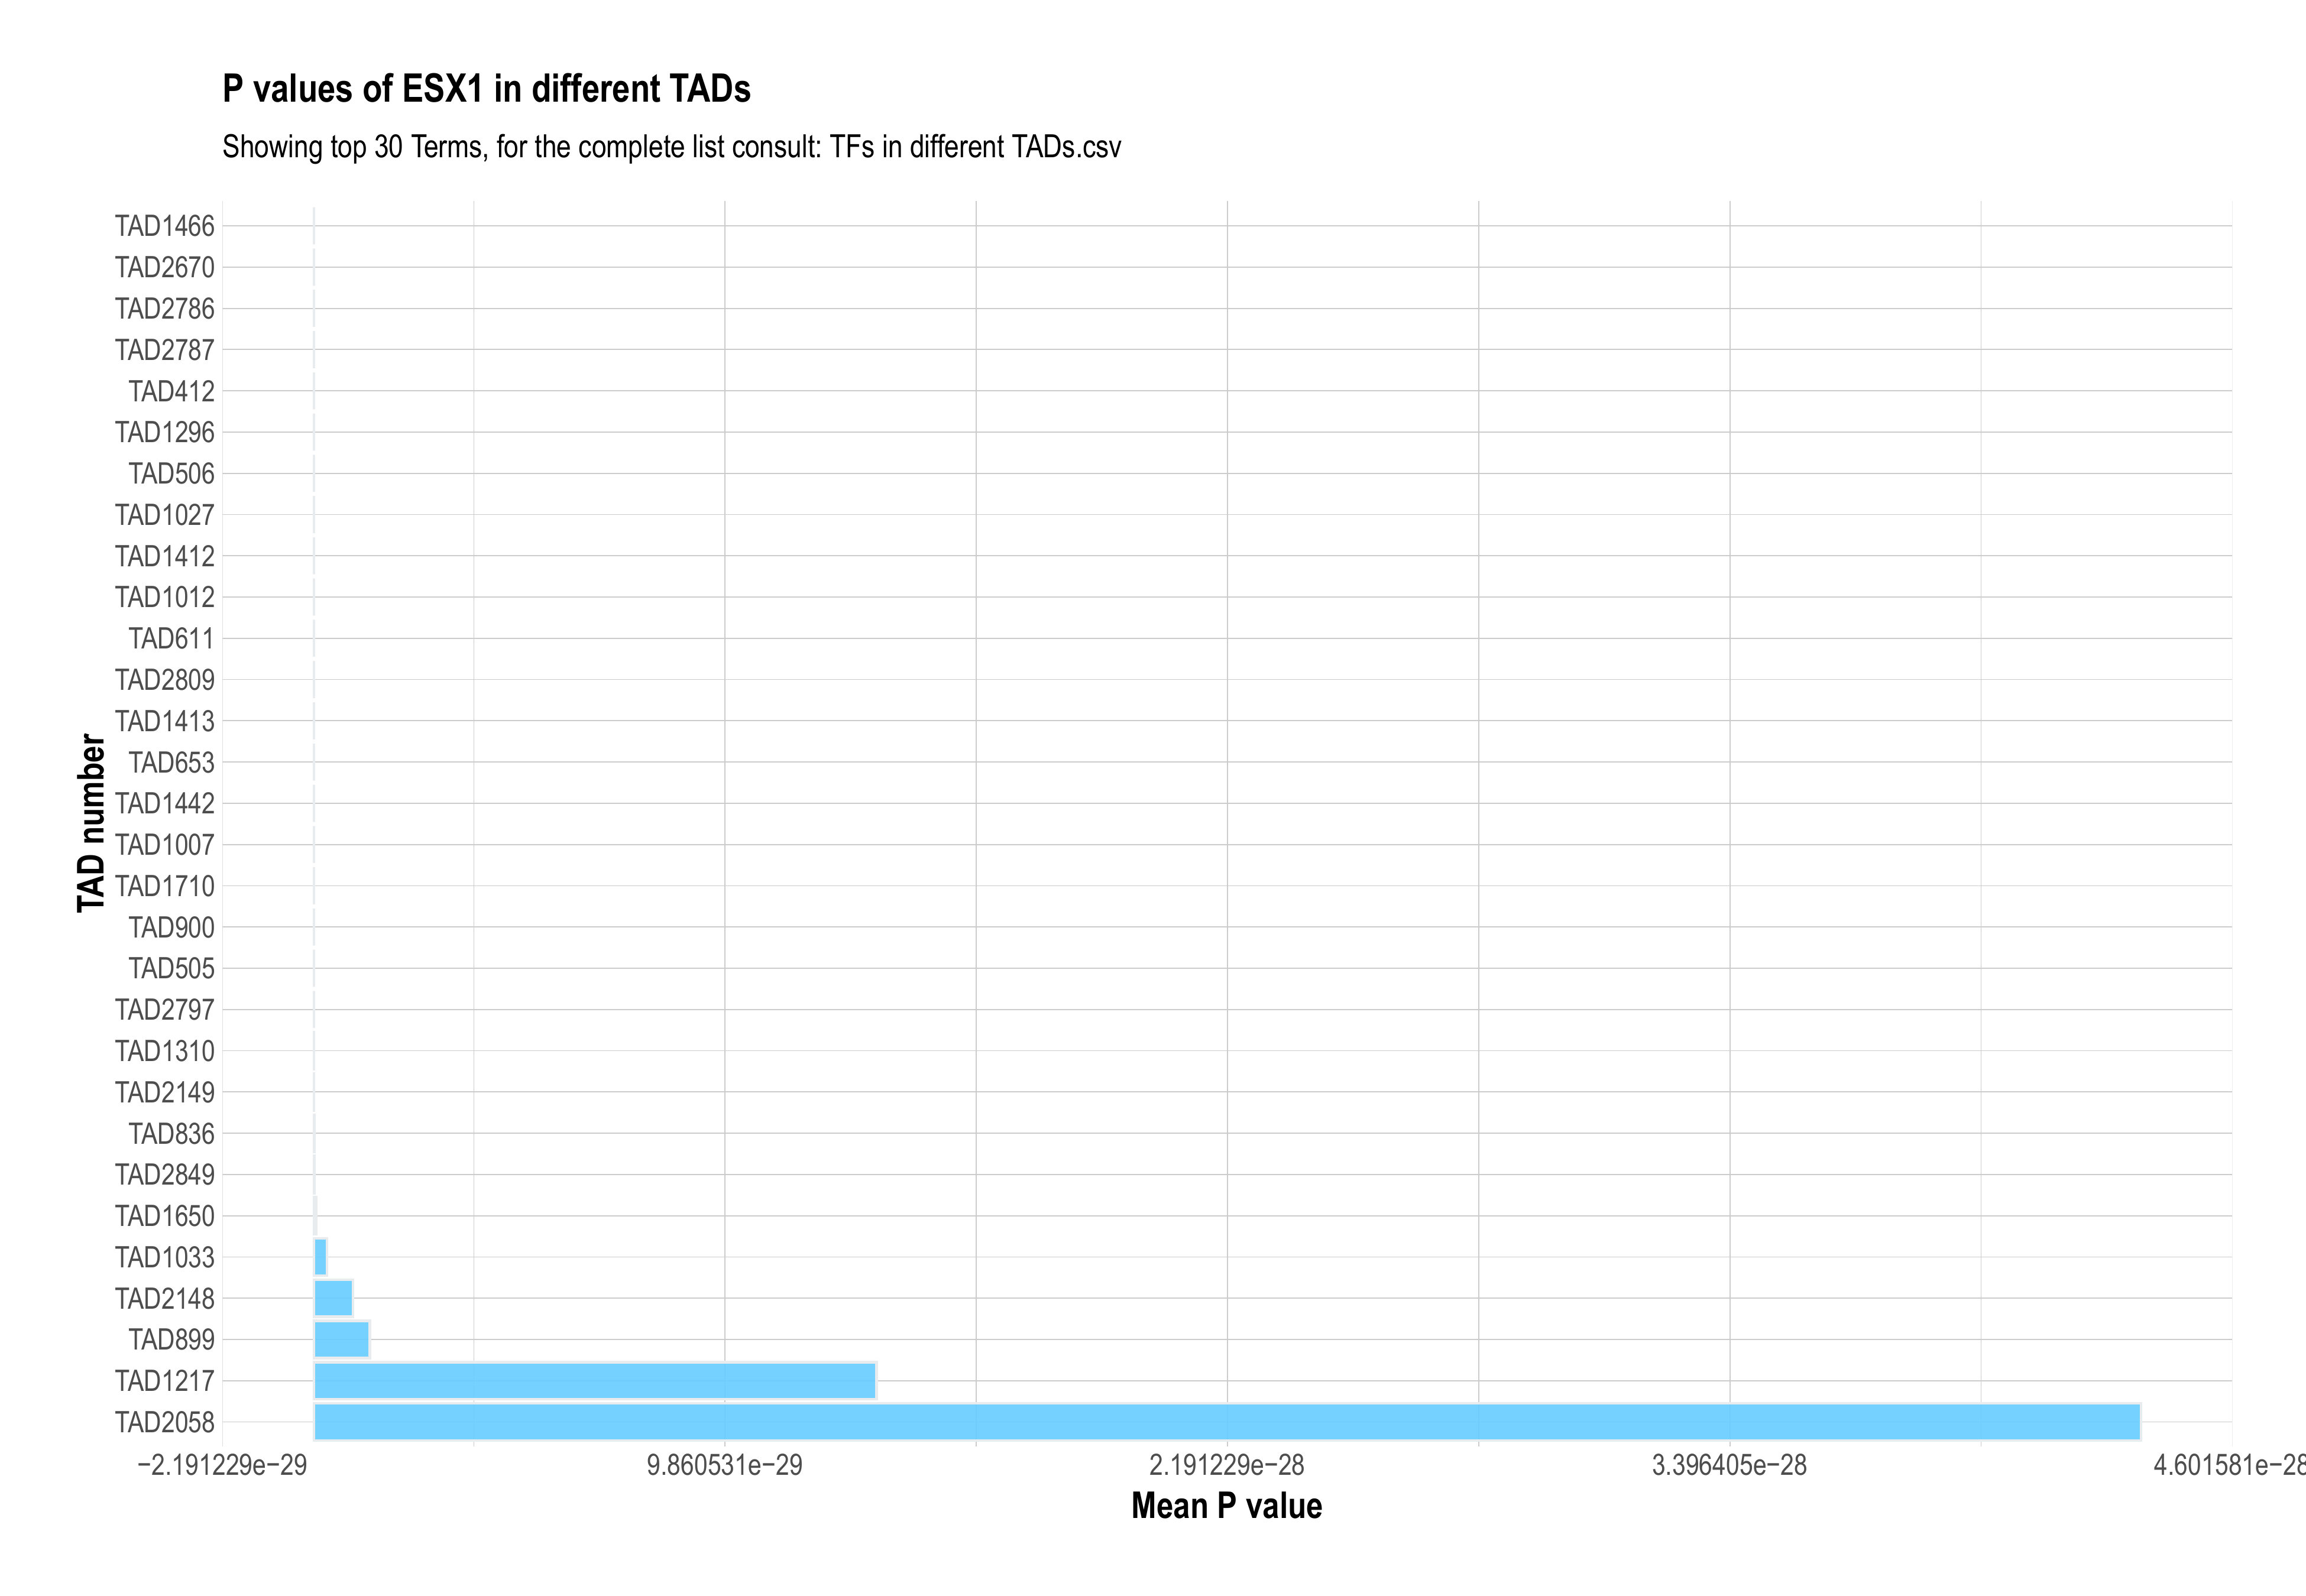 P values of ESX1 in different TADs
Showing top 30 Terms, for the complete list consult: TFs in different TADs.csv
TAD number
TAD1466
TAD2670
TAD2786
TAD2787
TAD412
TAD1296
TAD506
TAD1027
TAD1412
TAD1012
TAD611
TAD2809
TAD1413
TAD653
TAD1442
TAD1007
TAD1710
TAD900
TAD505
TAD2797
TAD1310
TAD2149
TAD836
TAD2849
TAD1650
TAD1033
TAD2148
TAD899
TAD1217
TAD2058
−2.191229e−29 9.860531e−29 2.191229e−28 3.396405e−28 4.601581e−28
Mean P value